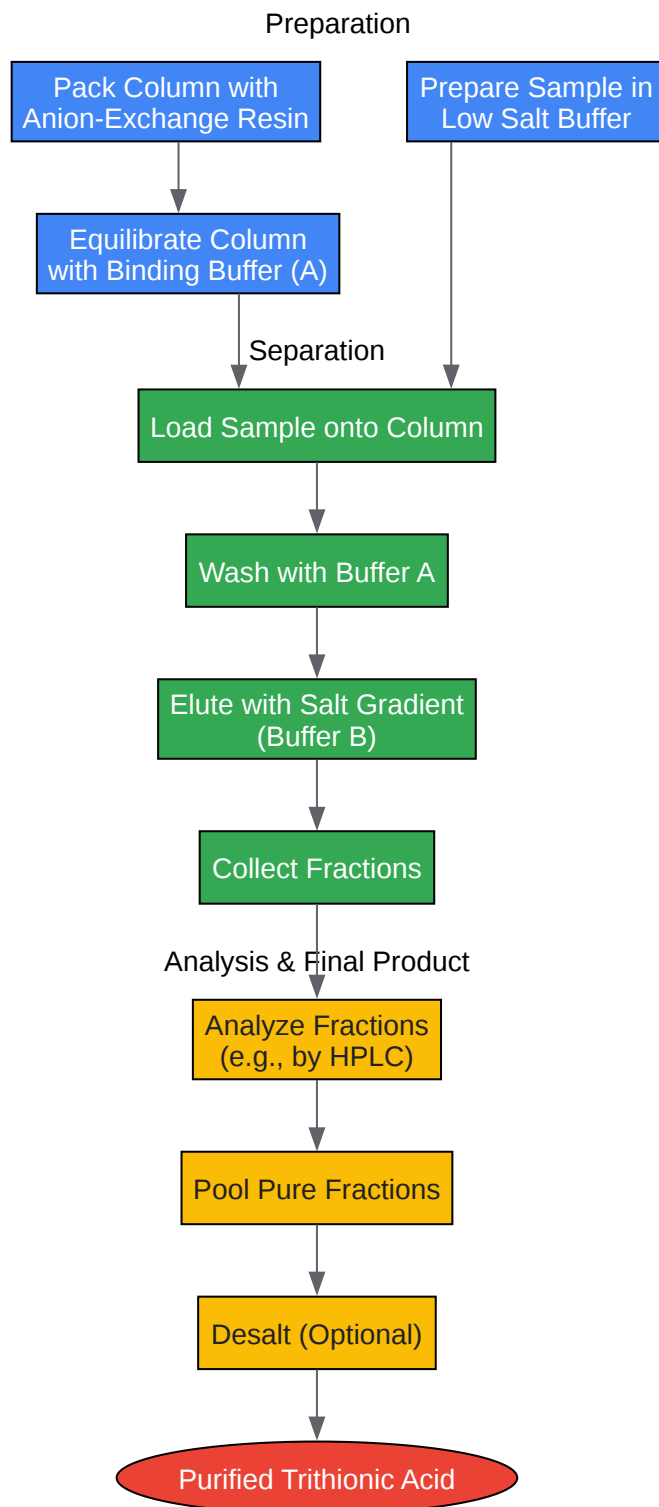 Preparation
Pack Column with
Anion-Exchange Resin
Prepare Sample in
Low Salt Buffer
Equilibrate Column
with Binding Buffer (A)
Separation
Load Sample onto Column
Wash with Buffer A
Elute with Salt Gradient
(Buffer B)
Collect Fractions
Analysis & Final Product
Analyze Fractions
(e.g., by HPLC)
Pool Pure Fractions
Desalt (Optional)
Purified Trithionic Acid